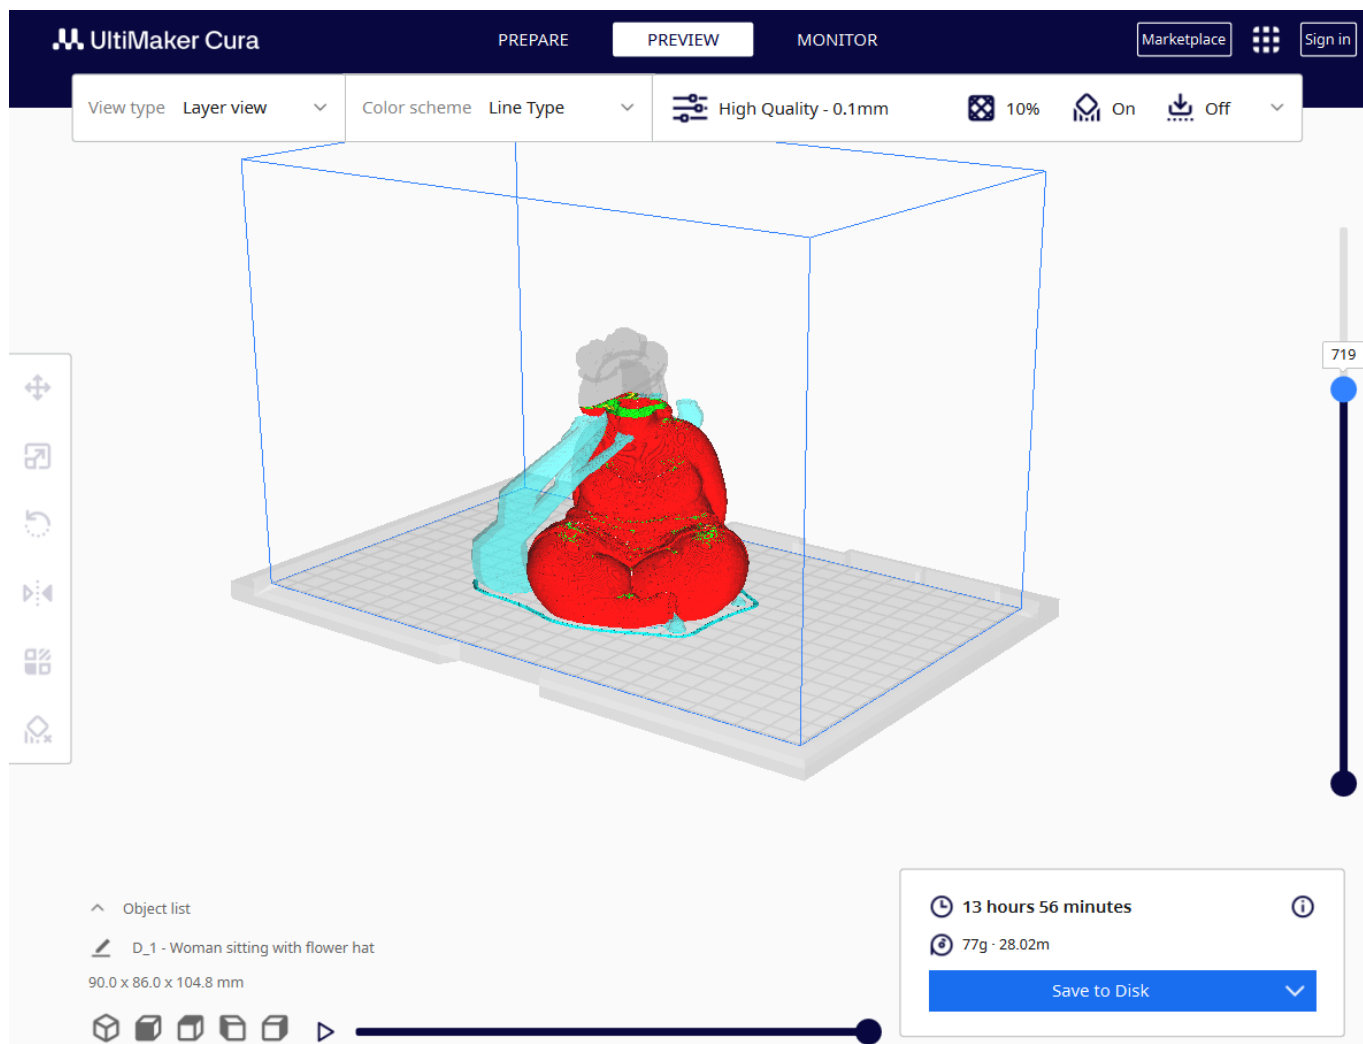 UltiMaker Cura
PREPARE
PREVIEW
MONITOR
Marketplace
Sign in
View type Layer view
Color scheme Line Type
High Quality - 0.1mm
10%
On
Off
719
Object list
D_1 - Woman sitting with flower hat
90.0 x 86.0 x 104.8 mm
13 hours 56 minutes
77g · 28.02m
Save to Disk